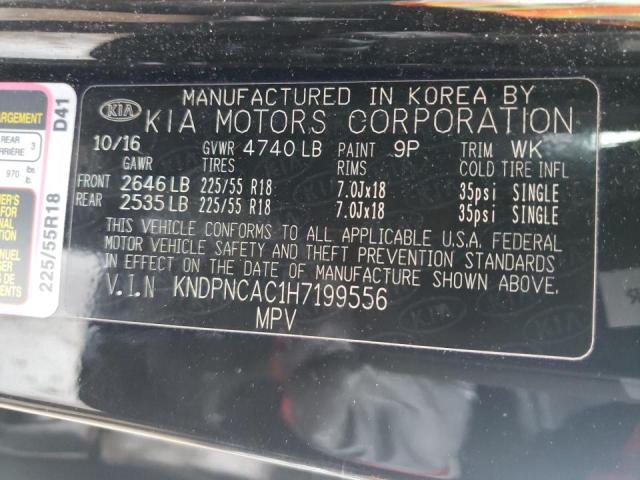 MANUFACTURED IN KOREA BY
KIA KIA MOTORS CORPORATION
10/16 GVWR 4740 LB PAINT 9P TRIM WK
GAWR TIRES RIMS COLD TIRE INFL
FRONT 2646 LB 225/55 R18 7.0Jx18 35psi SINGLE
REAR 2535 LB 225/55 R18 7.0Jx18 35psi SINGLE
THIS VEHICLE CONFORMS TO ALL APPLICABLE U.S.A. FEDERAL
MOTOR VEHICLE SAFETY AND THEFT PREVENTION STANDARDS
IN EFFECT ON THE DATE OF MANUFACTURE SHOWN ABOVE.
V.I.N KNDPNCAC1H7199556
MPV
D41
225/55R18
REAR 3
970